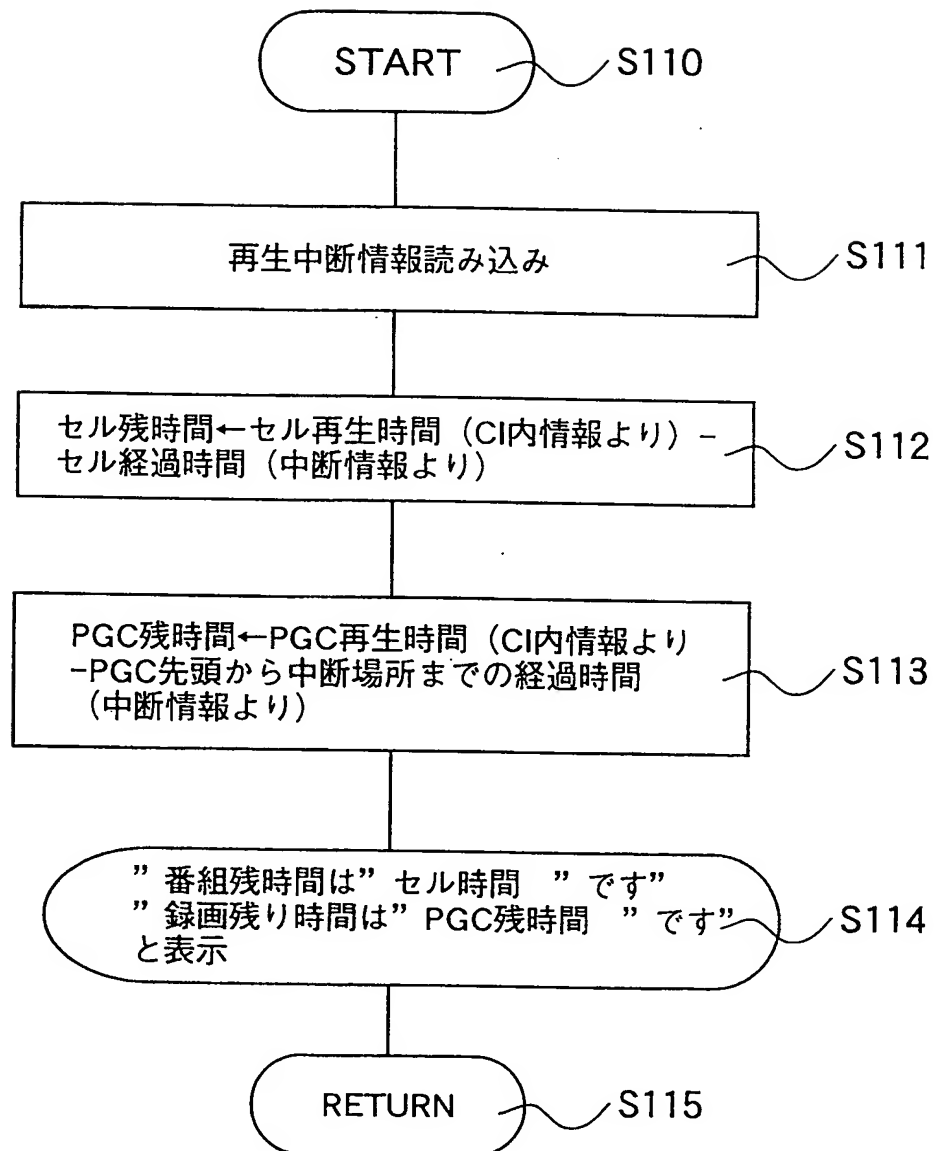 START
S110
再生中断情報読み込み
S111
セル残時間←セル再生時間（CI内情報より）-
セル経過時間（中断情報より）
S112
PGC残時間←PGC再生時間（CI内情報より
-PGC先頭から中断場所までの経過時間
（中断情報より）
S113
” 番組残時間は” セル時間 ” です”
” 録画残り時間は” PGC残時間 ” です”
と表示
S114
RETURN
S115